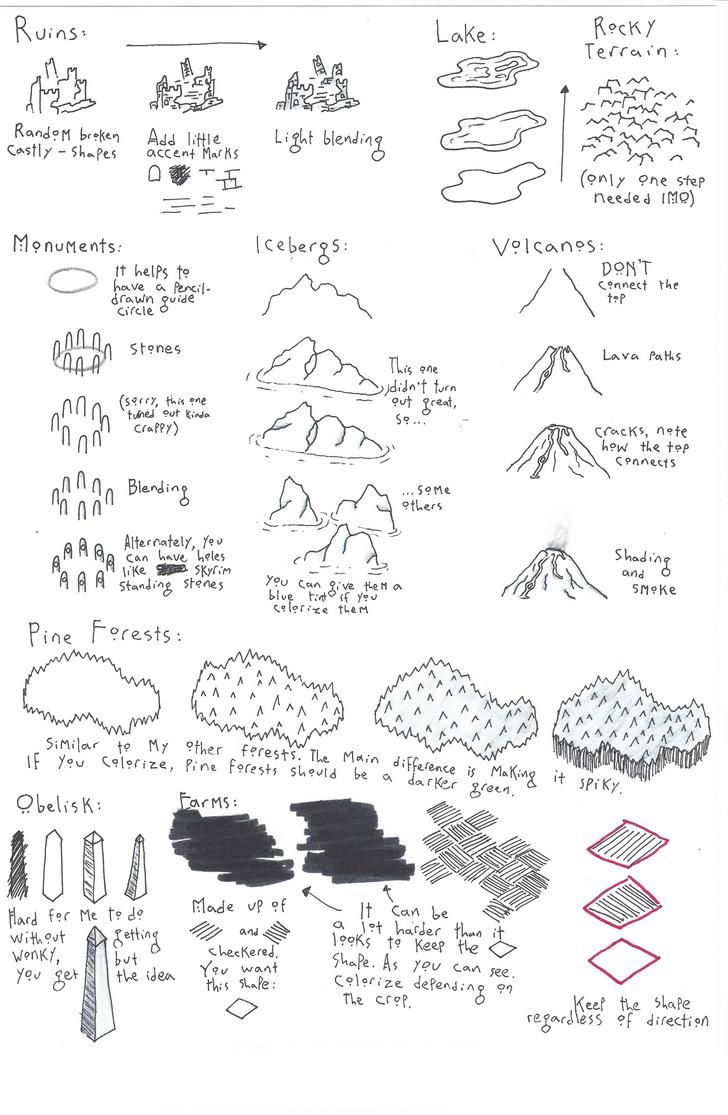 Ruins:
Random broken
Castly - shapes
Add little
accent Marks
Light blending
Lake:
Rocky
Terrain:
(only one step
needed IMO)
Monuments:
It helps to
have a Pencil-
drawn guide
circle
Stones
(sorry, this one
tuned out kinda
crappy)
Blending
Alternately, you
can have holes
like Skyrim
standing stones
Icebergs:
This one
didn't turn
out great,
so...
...some
others
You can give them a
blue tint if you
colorize them
Volcanos:
DON'T
connect the
top
Lava Paths
cracks, note
how the top
connects
Shading
and
smoke
Pine Forests:
Similar to My other forests. The Main difference is Making it spiky.
If You Colorize, Pine Forests should be a darker green.
Obelisk:
Hard for Me to do
without getting
wonky, but
you get the idea
Farms:
Made up of
and
checkered.
You want
this shape:
It can be
a lot harder than it
looks to keep the
shape. As you can see.
Colorize depending on
the crop.
Keep the shape
regardless of direction